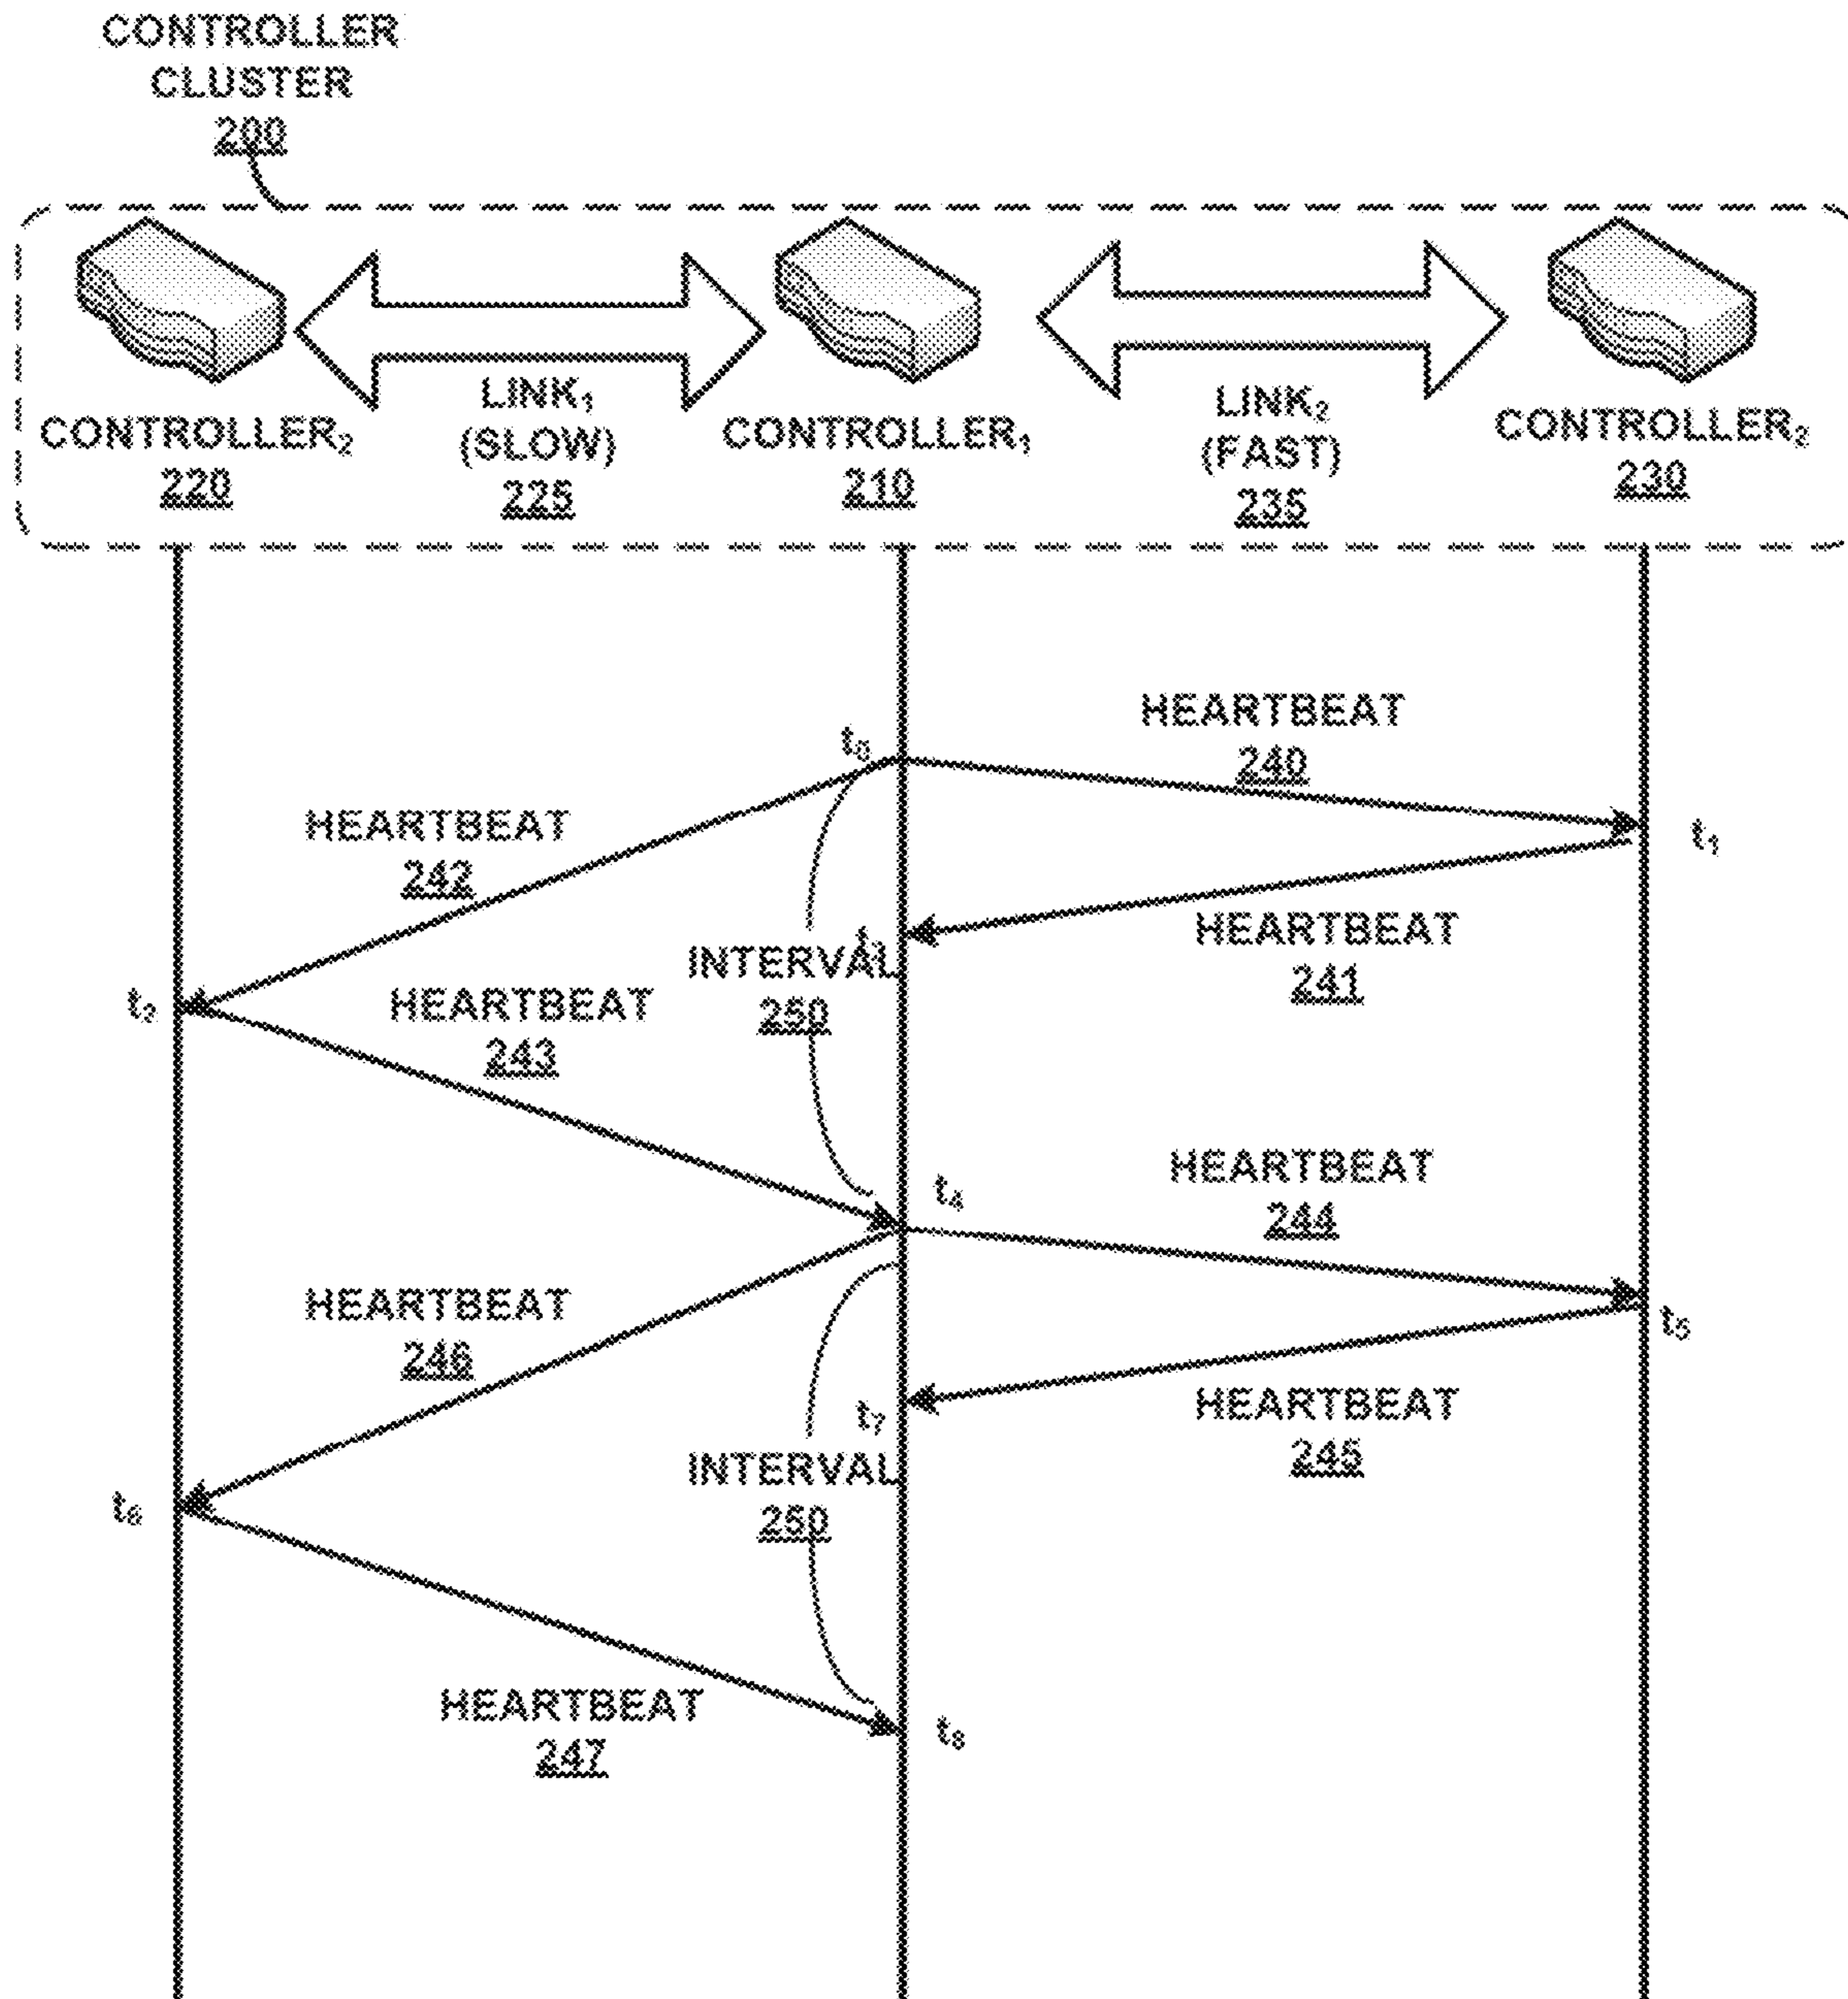 CONTROLLER
CLUSTER
200
CONTROLLER₂
220
LINK₁
(SLOW)
225
CONTROLLER₁
210
LINK₂
(FAST)
235
CONTROLLER₂
230
t₀
HEARTBEAT
240
t₁
HEARTBEAT
242
HEARTBEAT
241
t₃
INTERVAL
250
t₂
HEARTBEAT
243
t₄
HEARTBEAT
244
HEARTBEAT
246
t₅
HEARTBEAT
245
t₇
INTERVAL
250
t₆
HEARTBEAT
247
t₈